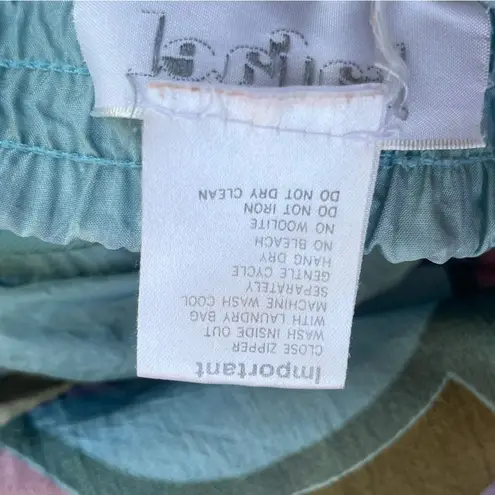 Important
CLOSE ZIPPER
WASH INSIDE OUT
WITH LAUNDRY BAG
MACHINE WASH COOL
SEPARATELY
GENTLE CYCLE
HANG DRY
NO BLEACH
NO WOOLITE
DO NOT IRON
DO NOT DRY CLEAN